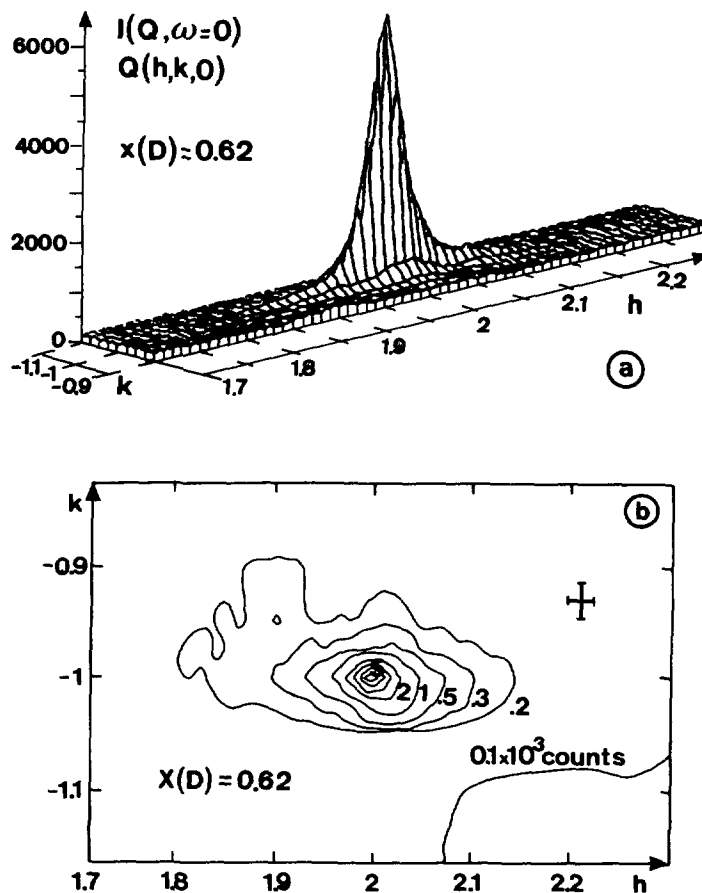 6000
4000
2000
0
I(Q,ω=0)
Q(h,k,0)
x(D)≈0.62
-1.1
-1
-0.9
k
1.7
1.8
1.9
2
2.1
2.2
h
a
k
b
-0.9
-1
-1.1
2 1 .5 .3 .2
0.1x10³counts
X(D)=0.62
1.7 1.8 1.9 2 2.1 2.2 h